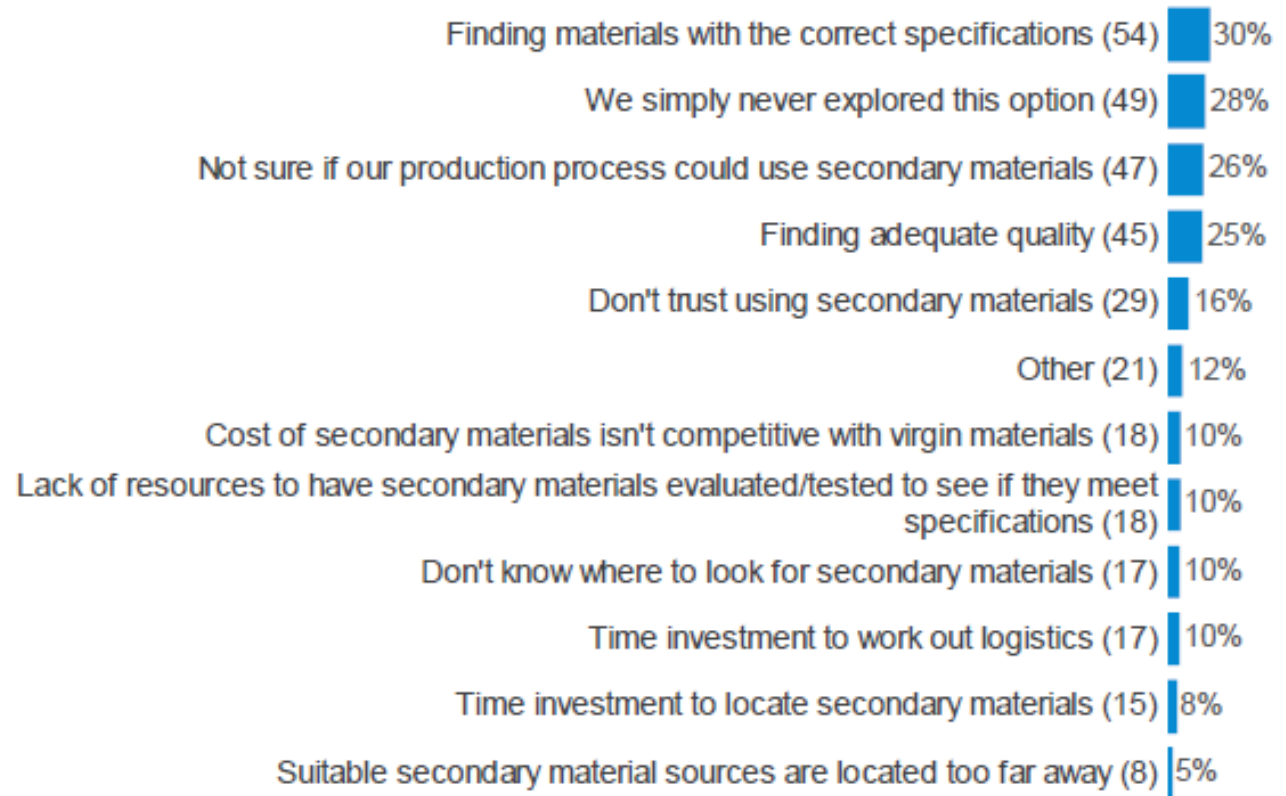 Finding materials with the correct specifications (54) 30%
We simply never explored this option (49) 28%
Not sure if our production process could use secondary materials (47) 26%
Finding adequate quality (45) 25%
Don't trust using secondary materials (29) 16%
Other (21) 12%
Cost of secondary materials isn't competitive with virgin materials (18) 10%
Lack of resources to have secondary materials evaluated/tested to see if they meet
specifications (18) 10%
Don't know where to look for secondary materials (17) 10%
Time investment to work out logistics (17) 10%
Time investment to locate secondary materials (15) 8%
Suitable secondary material sources are located too far away (8) 5%